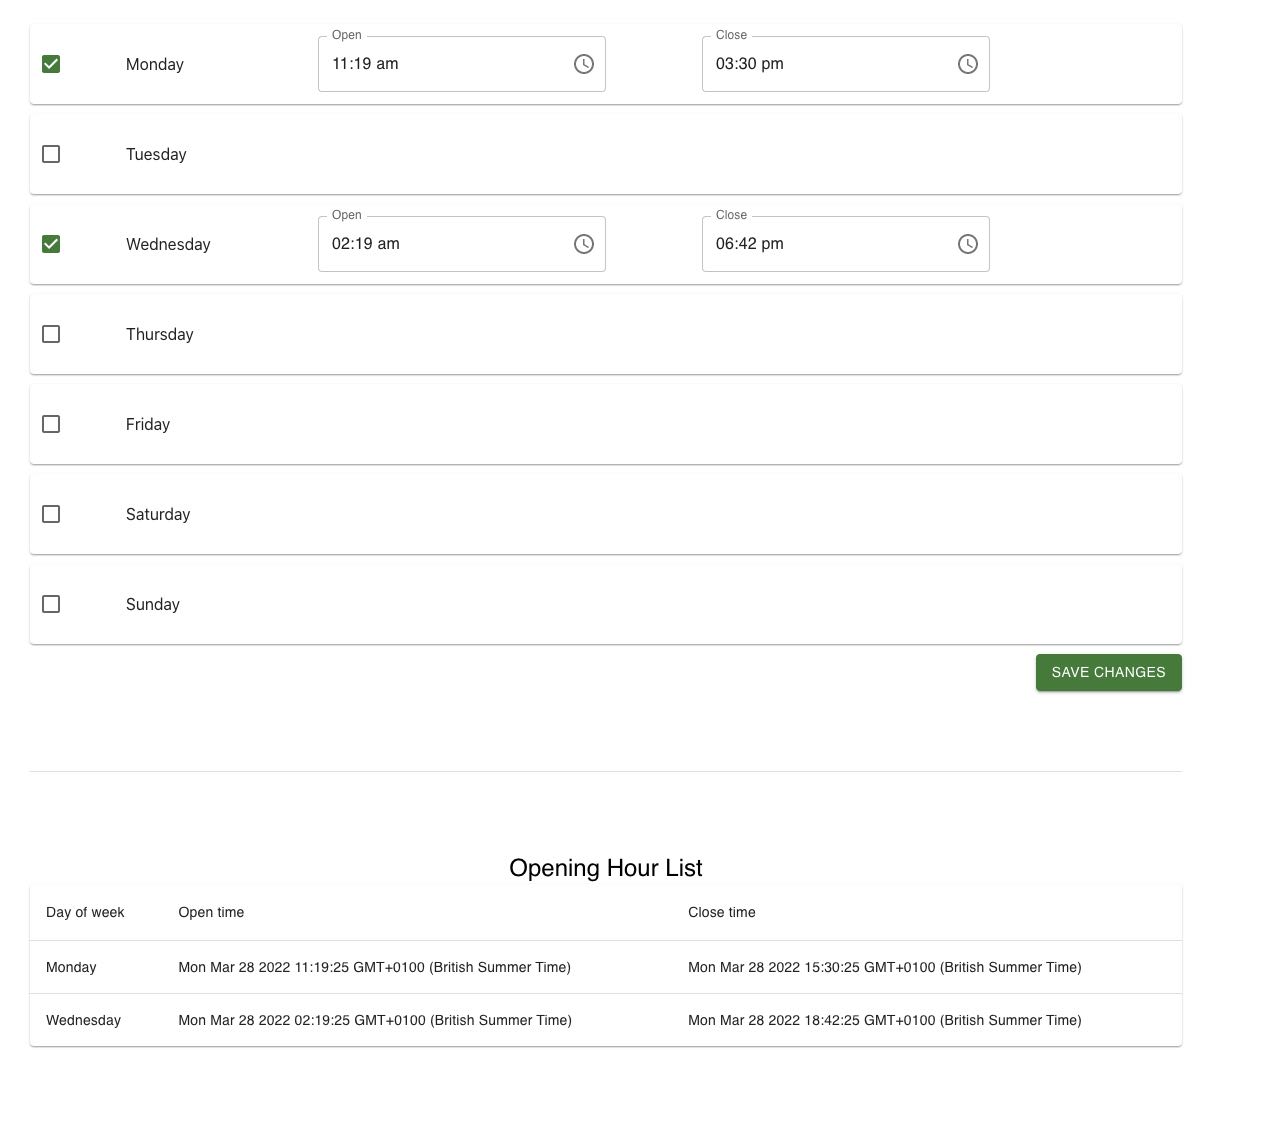 Open Close
Monday 11:19 am 03:30 pm
Tuesday
Open Close
Wednesday 02:19 am 06:42 pm
Thursday
Friday
Saturday
Sunday
SAVE CHANGES
Opening Hour List
Day of week Open time Close time
Monday Mon Mar 28 2022 11:19:25 GMT+0100 (British Summer Time) Mon Mar 28 2022 15:30:25 GMT+0100 (British Summer Time)
Wednesday Mon Mar 28 2022 02:19:25 GMT+0100 (British Summer Time) Mon Mar 28 2022 18:42:25 GMT+0100 (British Summer Time)